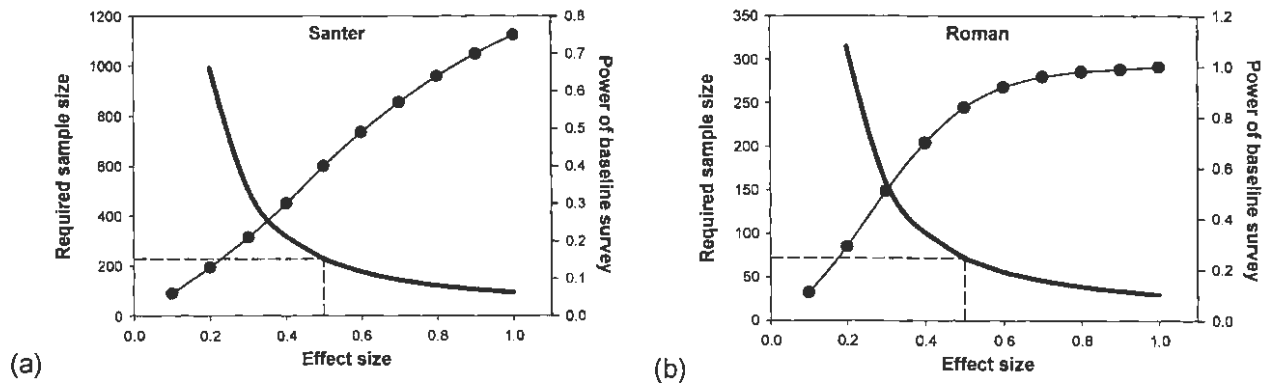 Santer
Required sample size
1200
1000
800
600
400
200
0
0.8
0.7
0.6
0.5
0.4
0.3
0.2
0.1
0.0
Power of baseline
survey
0.0 0.2 0.4 0.6 0.8 1.0
Effect size
(a)
Roman
Required sample size
350
300
250
200
150
100
50
0
1.2
1.0
0.8
0.6
0.4
0.2
0.0
Power of baseline
survey
0.0 0.2 0.4 0.6 0.8 1.0
Effect size
(b)